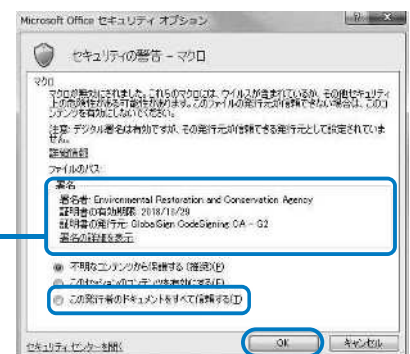 Microsoft Office セキュリティ オプション
セキュリティの警告 - マクロ
マクロ
マクロが無効にされました。これらのマクロには、ウイルスが含まれているか、その他セキュリティ
上の危険性がある可能性があります。このファイルの発行元が信頼できない場合は、このコ
ンテンツを有効にしないでください。
注意: デジタル署名は有効ですが、その発行元が信頼できる発行元として設定されていま
せん。
詳細情報
ファイルのパス:
署名
署名者: Environmental Restoration and Conservation Agency
証明書の有効期限: 2018/10/29
証明書の発行元: GlobalSign CodeSigning CA - G2
署名の詳細を表示
不明なコンテンツから保護する (推奨)(P)
このセッションのコンテンツを有効にする(E)
この発行者のドキュメントをすべて信頼する(T)
セキュリティ センターを開く
OK
キャンセル